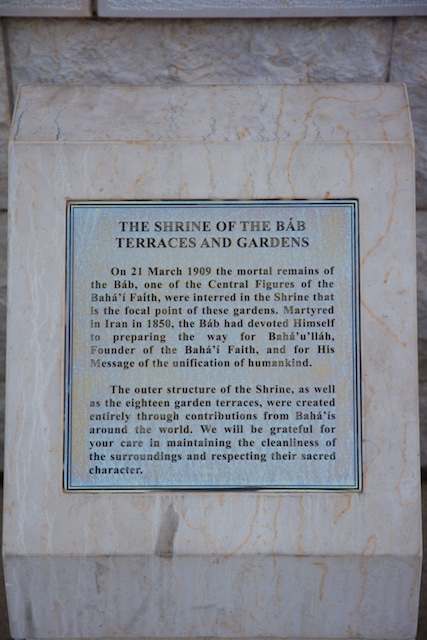 THE SHRINE OF THE BÁB
TERRACES AND GARDENS
On 21 March 1909 the mortal remains of
the Báb, one of the Central Figures of the
Bahá'í Faith, were interred in the Shrine that
is the focal point of these gardens. Martyred
in Iran in 1850, the Báb had devoted Himself
to preparing the way for Bahá'u'lláh,
Founder of the Bahá'í Faith, and for His
Message of the unification of humankind.
The outer structure of the Shrine, as well
as the eighteen garden terraces, were created
entirely through contributions from Bahá'ís
around the world. We will be grateful for
your care in maintaining the cleanliness of
the surroundings and respecting their sacred
character.